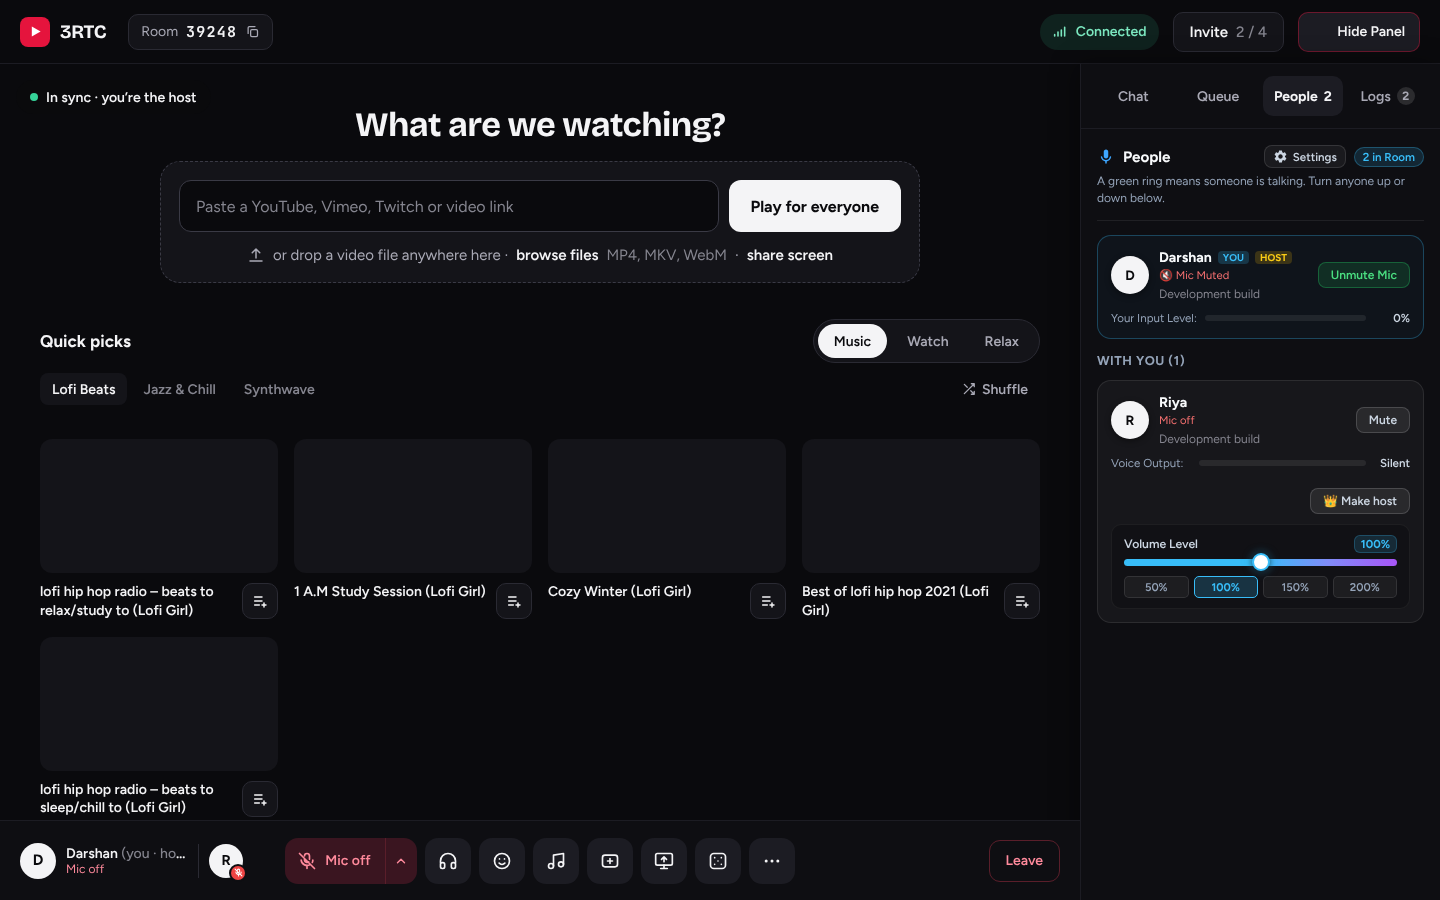 3RTC
Room 39248
Connected
Invite 2 / 4
Hide Panel
In sync · you're the host
What are we watching?
Paste a YouTube, Vimeo, Twitch or video link
Play for everyone
or drop a video file anywhere here · browse files MP4, MKV, WebM · share screen
Quick picks
Music
Watch
Relax
Lofi Beats
Jazz & Chill
Synthwave
Shuffle
lofi hip hop radio – beats to
relax/study to (Lofi Girl)
1 A.M Study Session (Lofi Girl)
Cozy Winter (Lofi Girl)
Best of lofi hip hop 2021 (Lofi
Girl)
lofi hip hop radio – beats to
sleep/chill to (Lofi Girl)
D
Darshan (you · ho...
Mic off
R
Mic off
Leave
Chat
Queue
People 2
Logs 2
People
Settings
2 in Room
A green ring means someone is talking. Turn anyone up or
down below.
D
Darshan YOU HOST
Mic Muted
Development build
Unmute Mic
Your Input Level:
0%
WITH YOU (1)
R
Riya
Mic off
Development build
Mute
Voice Output:
Silent
Make host
Volume Level
100%
50%
100%
150%
200%